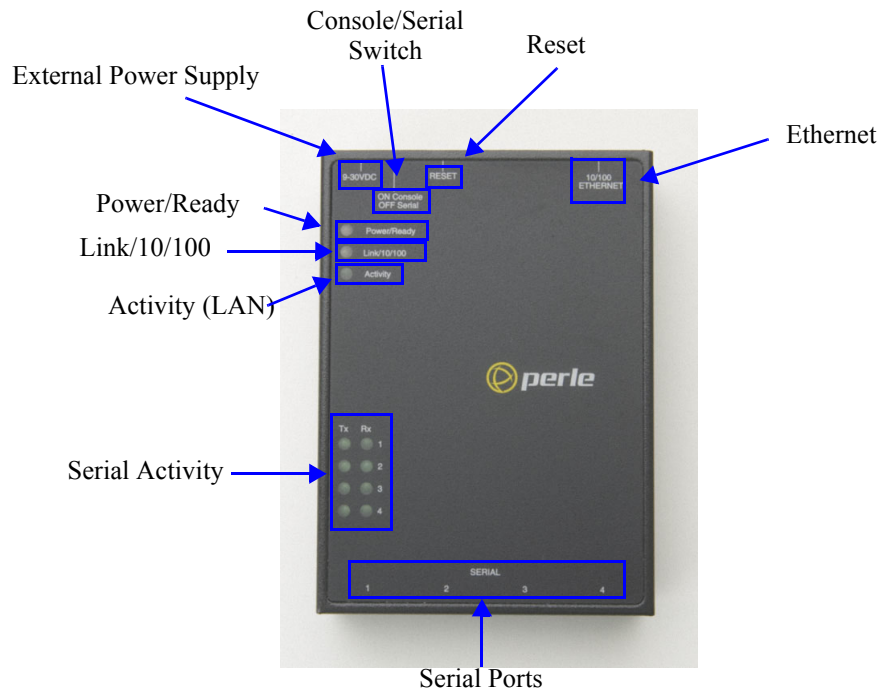 Console/Serial
Switch
Reset
External Power Supply
Ethernet
9-30VDC
RESET
10/100
ETHERNET
ON Console
OFF Serial
Power/Ready
Power/Ready
Link/10/100
Link/10/100
Activity
Activity (LAN)
perle
Tx Rx
1
2
3
4
Serial Activity
SERIAL
1 2 3 4
Serial Ports